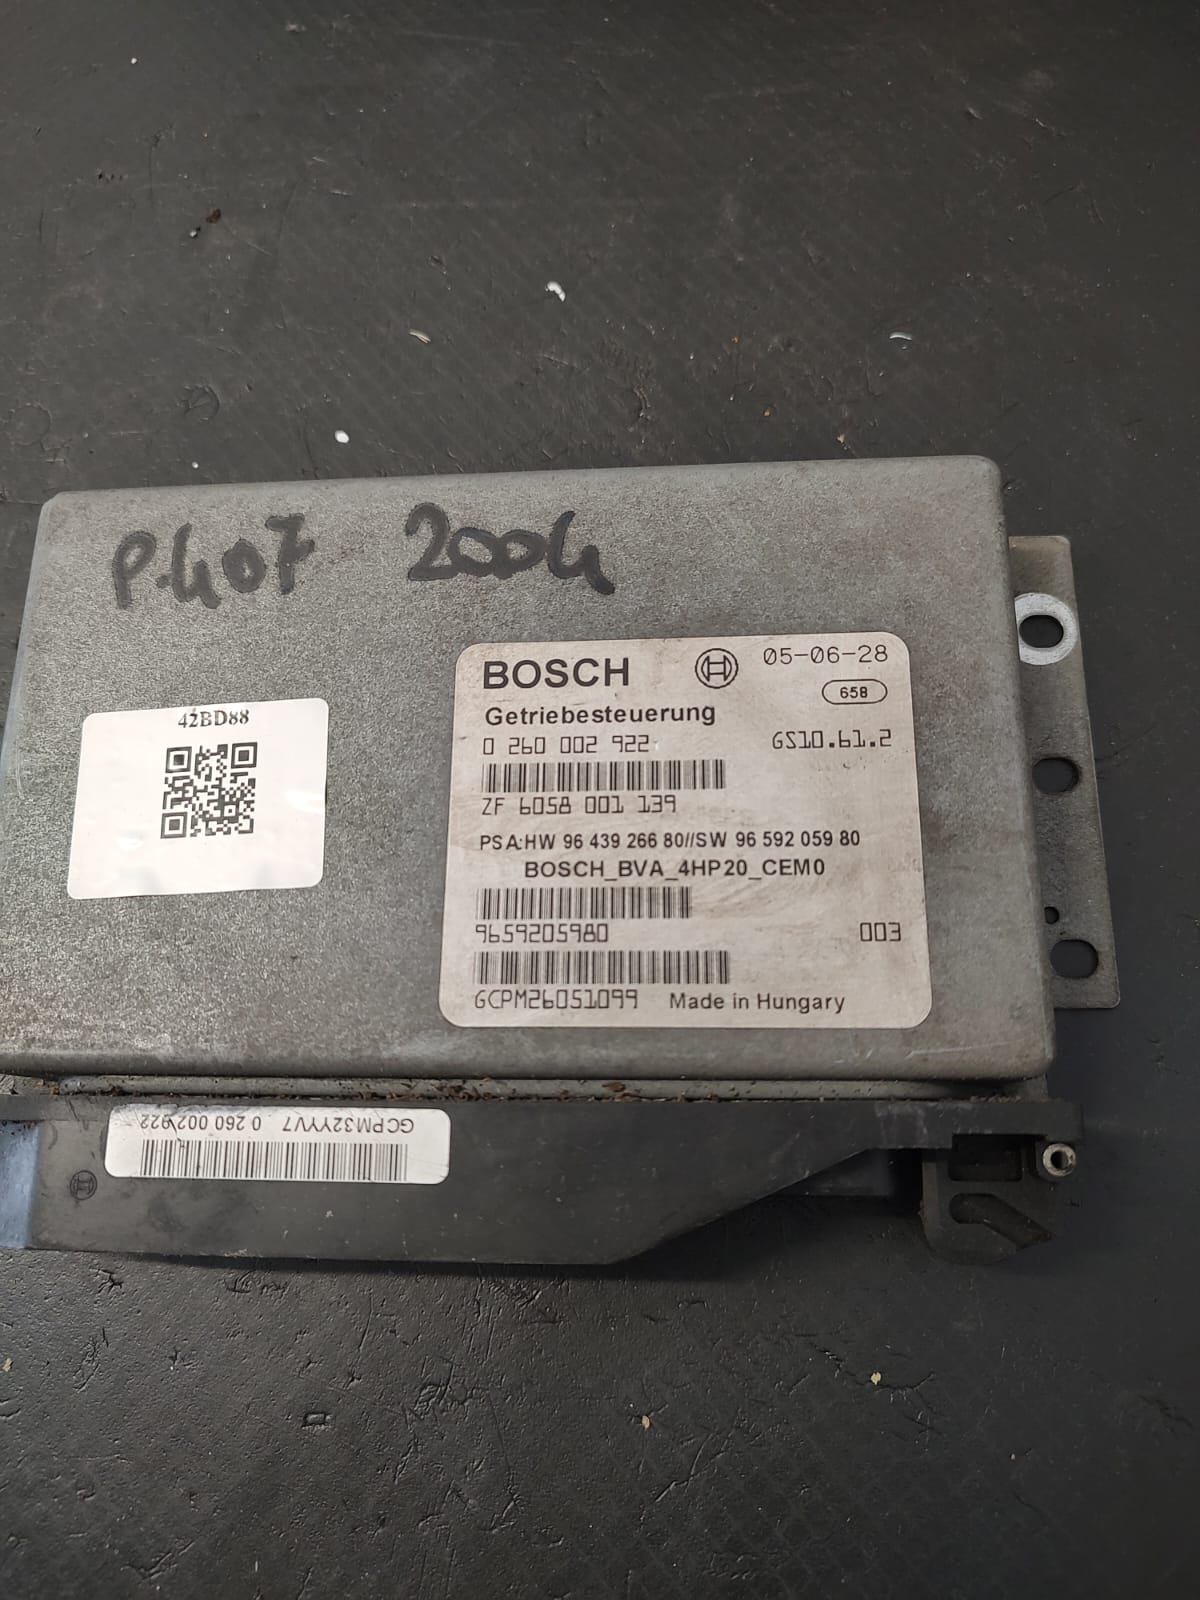 P.407 2004
42BD88
BOSCH 05-06-28
658
Getriebesteuerung
0 260 002 922 GS10.61.2
ZF 6058 001 139
PSA:HW 96 439 266 80//SW 96 592 059 80
BOSCH_BVA_4HP20_CEM0
9659205980 003
GCPM26051099 Made in Hungary
GCPM32YYV7 0 260 002 922